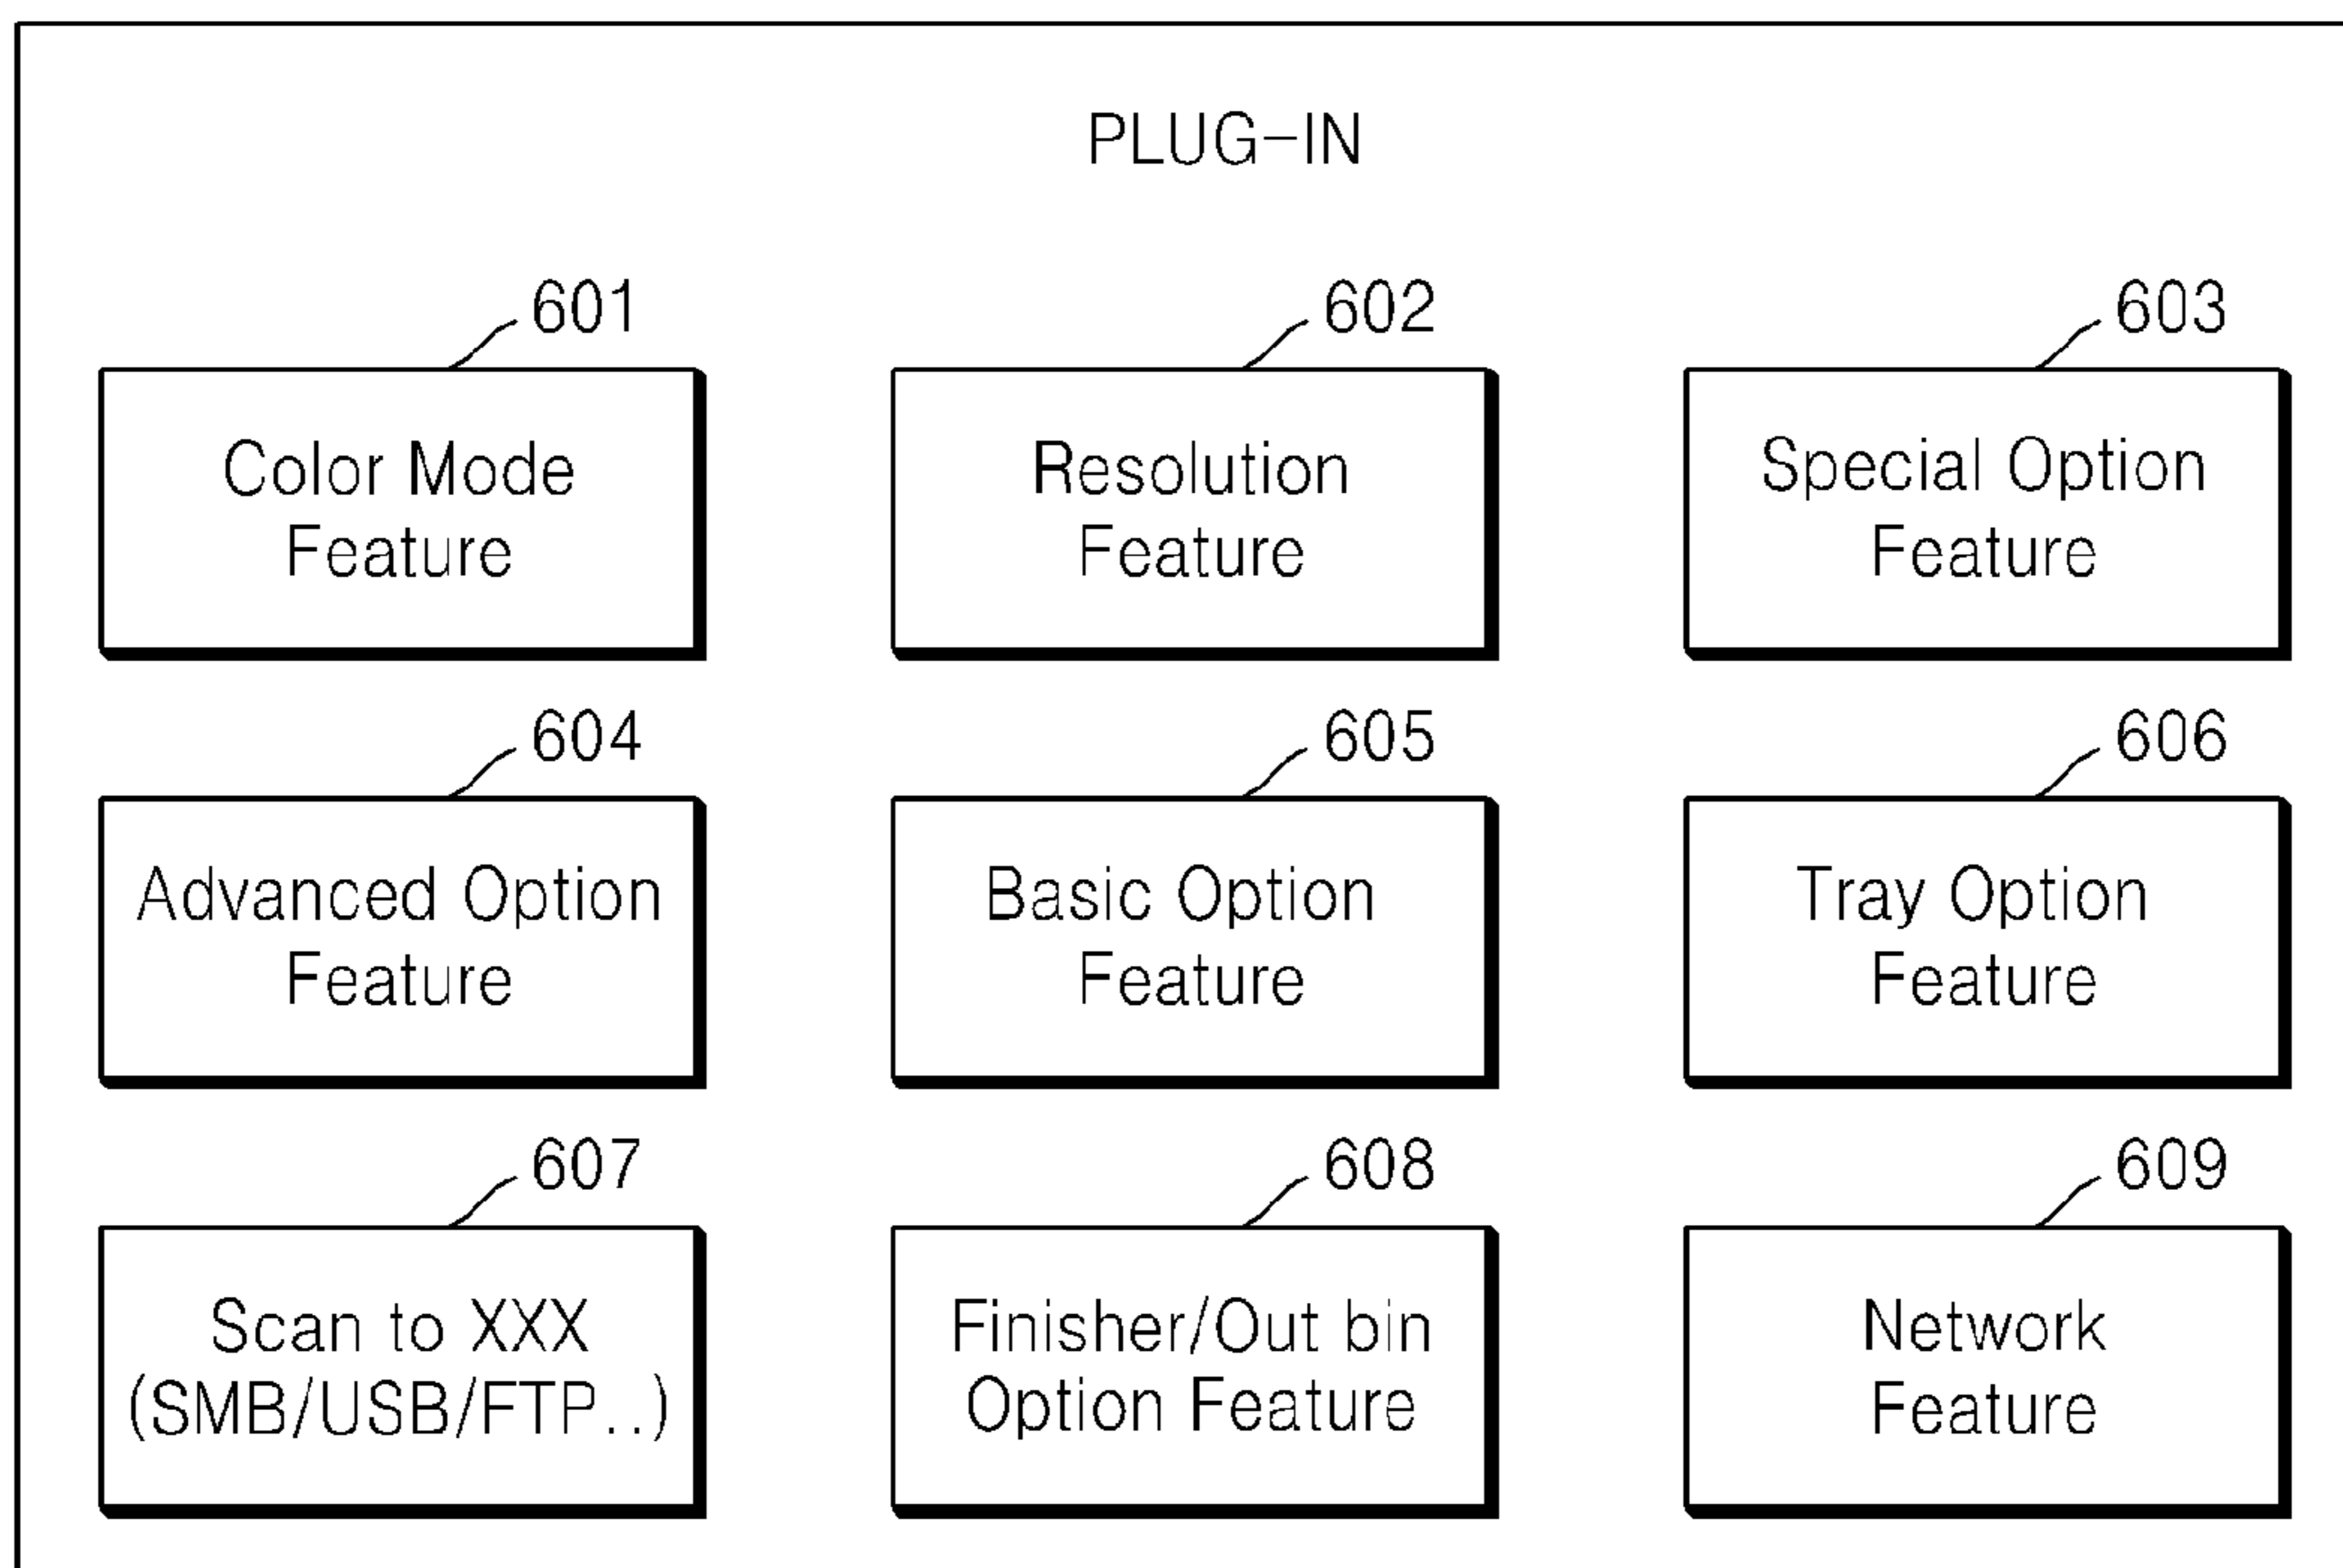 PLUG-IN
601
602
603
Color Mode
Feature
Resolution
Feature
Special Option
Feature
604
605
606
Advanced Option
Feature
Basic Option
Feature
Tray Option
Feature
607
608
609
Scan to XXX
(SMB/USB/FTP..)
Finisher/Out bin
Option Feature
Network
Feature